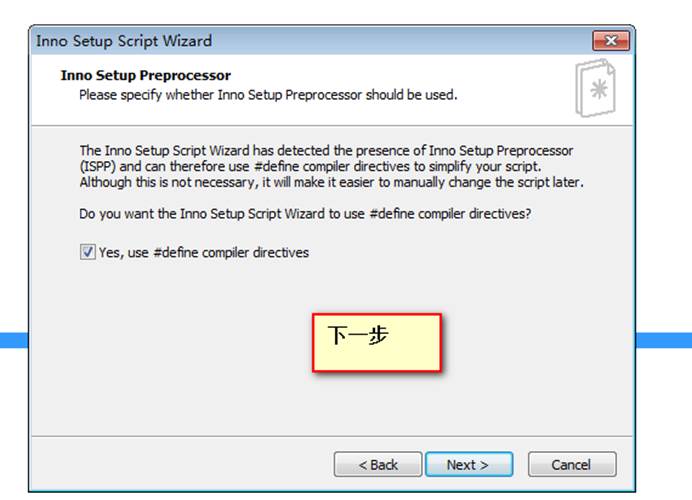 Inno Setup Script Wizard
Inno Setup Preprocessor
Please specify whether Inno Setup Preprocessor should be used.
The Inno Setup Script Wizard has detected the presence of Inno Setup Preprocessor
(ISPP) and can therefore use #define compiler directives to simplify your script.
Although this is not necessary, it will make it easier to manually change the script later.
Do you want the Inno Setup Script Wizard to use #define compiler directives?
Yes, use #define compiler directives
下一步
< Back
Next >
Cancel